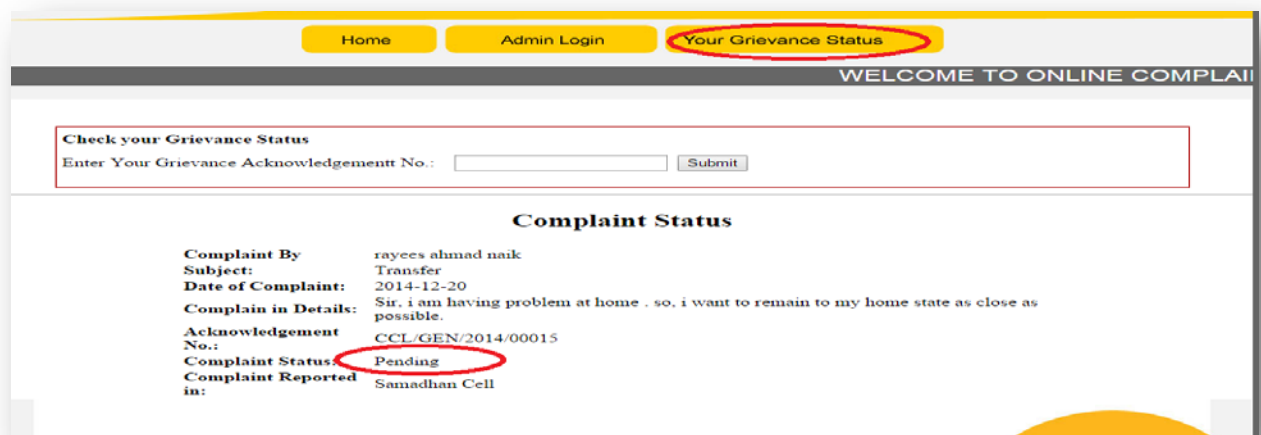 Home Admin Login Your Grievance Status
WELCOME TO ONLINE COMPLAI
Check your Grievance Status
Enter Your Grievance Acknowledgementt No.: Submit
Complaint Status
Complaint By rayees ahmad naik
Subject: Transfer
Date of Complaint: 2014-12-20
Complain in Details: Sir, i am having problem at home . so, i want to remain to my home state as close as
possible.
Acknowledgement
No.: CCL/GEN/2014/00015
Complaint Status: Pending
Complaint Reported
in: Samadhan Cell